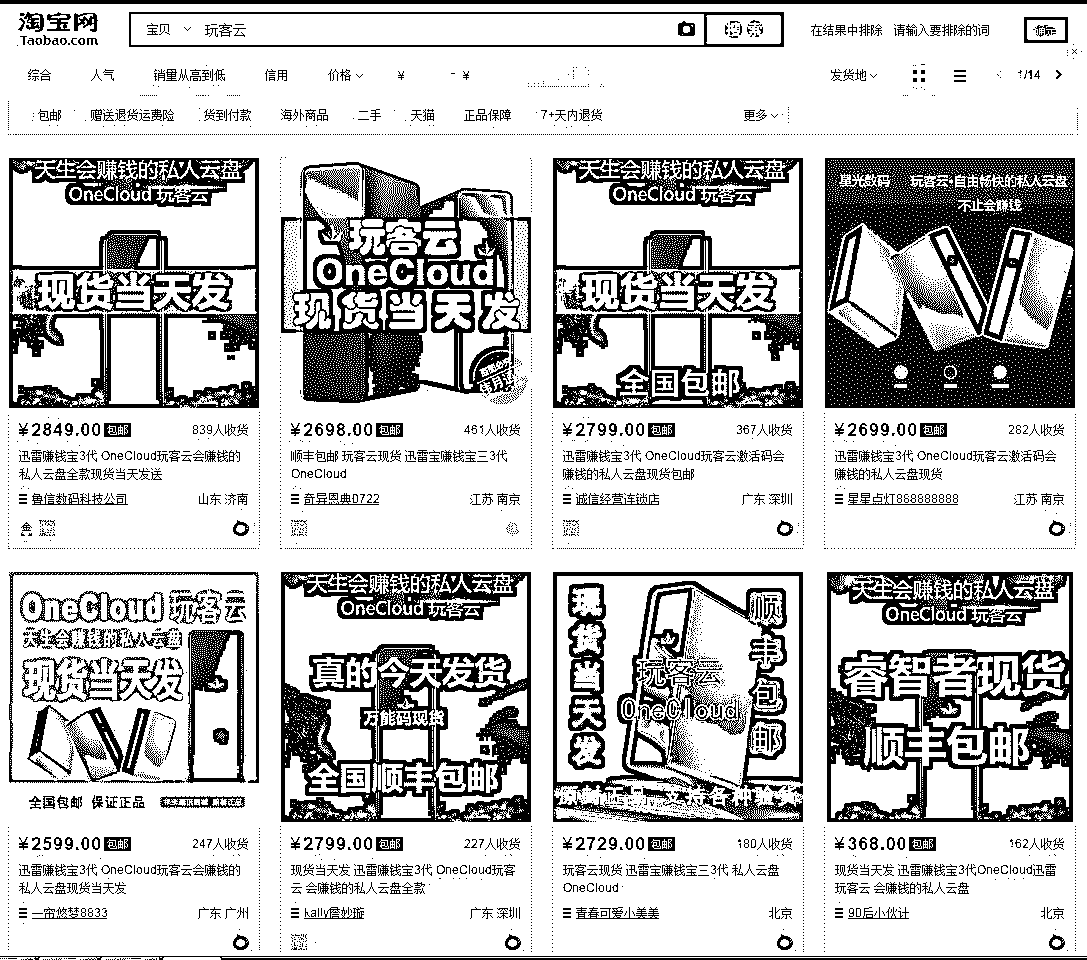 淘宝网
Taobao.com
宝贝 玩客云 搜索 在结果中排除 请输入要排除的词 确定
综合 人气 销量从高到低 信用 价格 ¥ - ¥ 发货地 1/14
包邮 赠送退货运费险 货到付款 海外商品 二手 天猫 正品保障 7+天内退货 更多
天生会赚钱的私人云盘
OneCloud 玩客云
现货当天发
玩客云
OneCloud
现货当天发
天生会赚钱的私人云盘
OneCloud 玩客云
现货当天发
全国包邮
星光数码 玩客云·自由畅快的私人云盘
不止会赚钱
¥2849.00 包邮 839人收货
迅雷赚钱宝3代 OneCloud玩客云会赚钱的
私人云盘全款现货当天发送
鲁信数码科技公司 山东 济南
¥2698.00 包邮 461人收货
顺丰包邮 玩客云现货 迅雷宝赚钱宝三3代
OneCloud
奇异恩典0722 江苏 南京
¥2799.00 包邮 367人收货
迅雷赚钱宝3代 OneCloud玩客云激活码会
赚钱的私人云盘现货包邮
诚信经营连锁店 广东 深圳
¥2699.00 包邮 282人收货
迅雷赚钱宝3代 OneCloud玩客云激活码会
赚钱的私人云盘现货
星星点灯868888888 江苏 南京
OneCloud 玩客云
天生会赚钱的私人云盘
现货当天发
全国包邮 保证正品
天生会赚钱的私人云盘
OneCloud 玩客云
真的今天发货
万能码现货
全国顺丰包邮
现货当天发
顺丰包邮
玩客云
OneCloud
天生会赚钱的私人云盘
OneCloud 玩客云
睿智者现货
顺丰包邮
¥2599.00 包邮 247人收货
迅雷赚钱宝3代 OneCloud玩客云会赚钱的
私人云盘现货当天发
一帘悠梦8833 广东 广州
¥2799.00 包邮 227人收货
现货当天发 迅雷赚钱宝3代 OneCloud玩客
云 会赚钱的私人云盘全款
kally詹妙璇 广东 深圳
¥2729.00 包邮 180人收货
玩客云现货 迅雷宝赚钱宝三3代 私人云盘
OneCloud
青春可爱小美美 北京
¥368.00 包邮 162人收货
现货当天发 迅雷赚钱宝3代OneCloud迅雷
玩客云 会赚钱的私人云盘
90后小伙计 北京